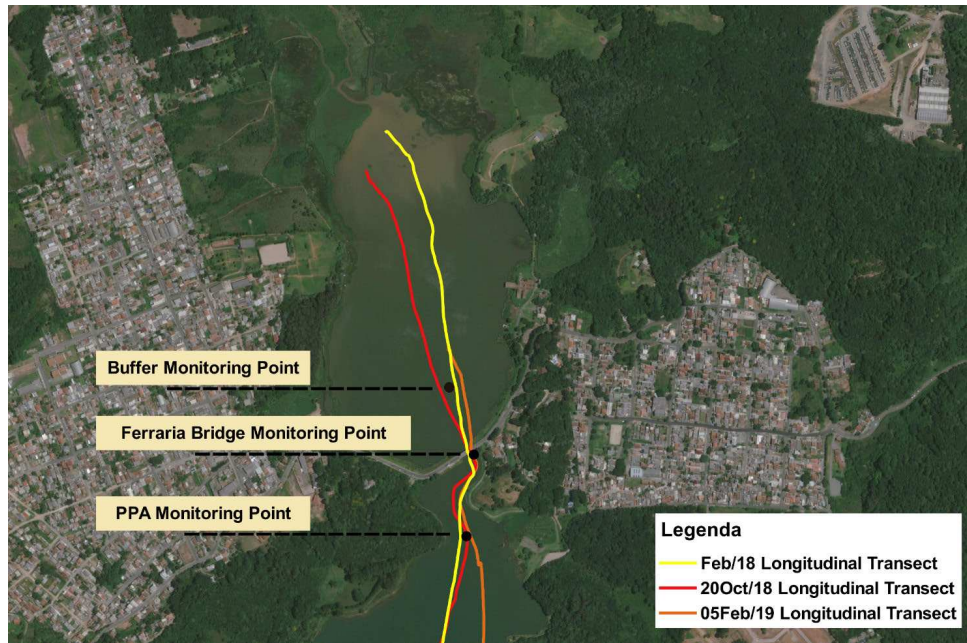 Buffer Monitoring Point
Ferraria Bridge Monitoring Point
PPA Monitoring Point
Legenda
Feb/18 Longitudinal Transect
20Oct/18 Longitudinal Transect
05Feb/19 Longitudinal Transect